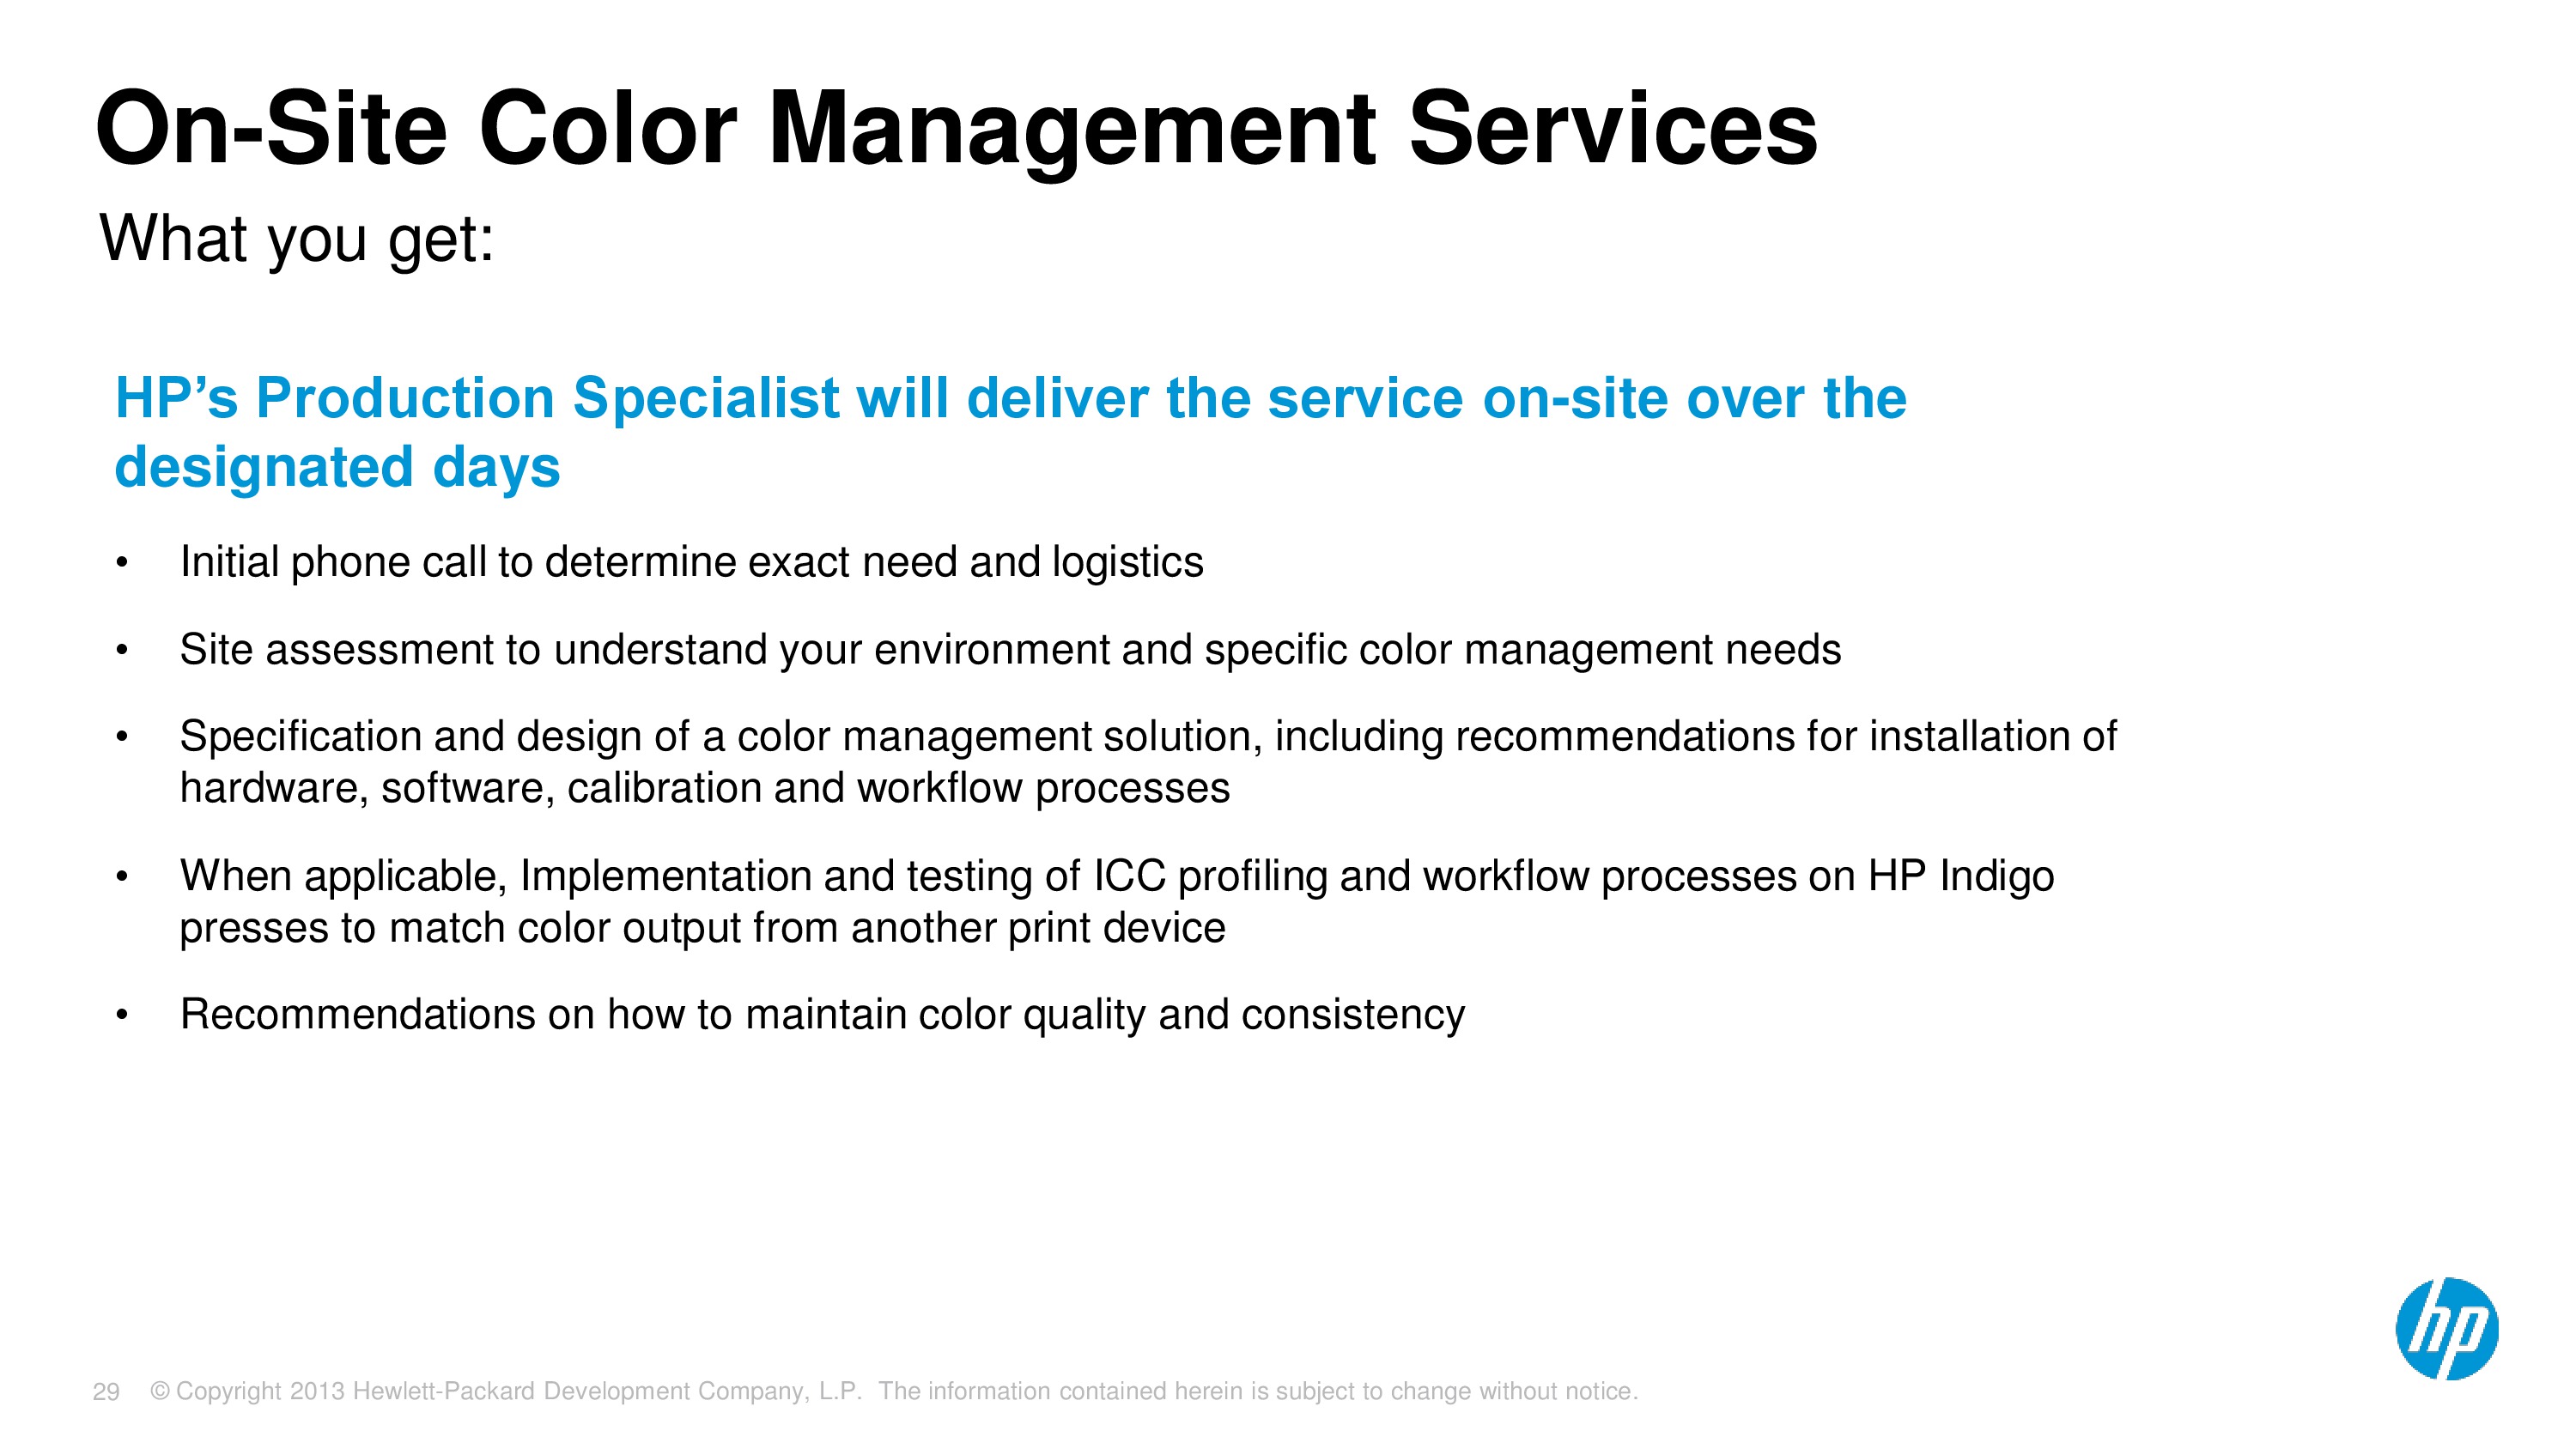 On-Site Color Management Services
What you get:
HP’s Production Specialist will deliver the service on-site over the
designated days
• Initial phone call to determine exact need and logistics
• Site assessment to understand your environment and specific color management needs
• Specification and design of a color management solution, including recommendations for installation of
hardware, software, calibration and workflow processes
• When applicable, Implementation and testing of ICC profiling and workflow processes on HP Indigo
presses to match color output from another print device
• Recommendations on how to maintain color quality and consistency
hp
29 © Copyright 2013 Hewlett-Packard Development Company, L.P. The information contained herein is subject to change without notice.